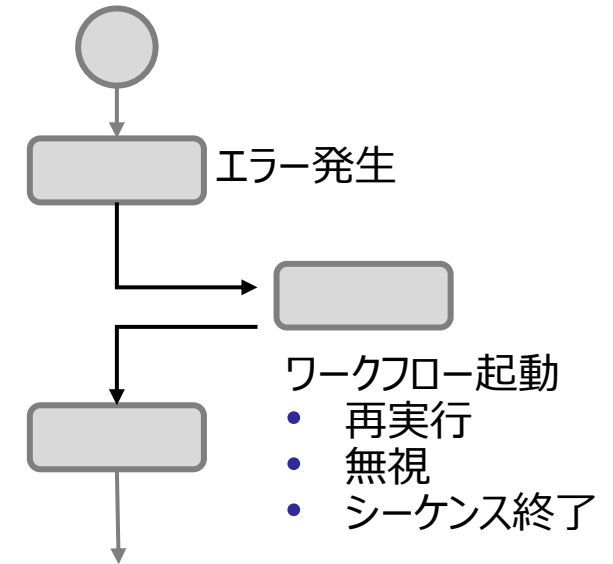 エラー発生
ワークフロー起動
• 再実行
• 無視
• シーケンス終了